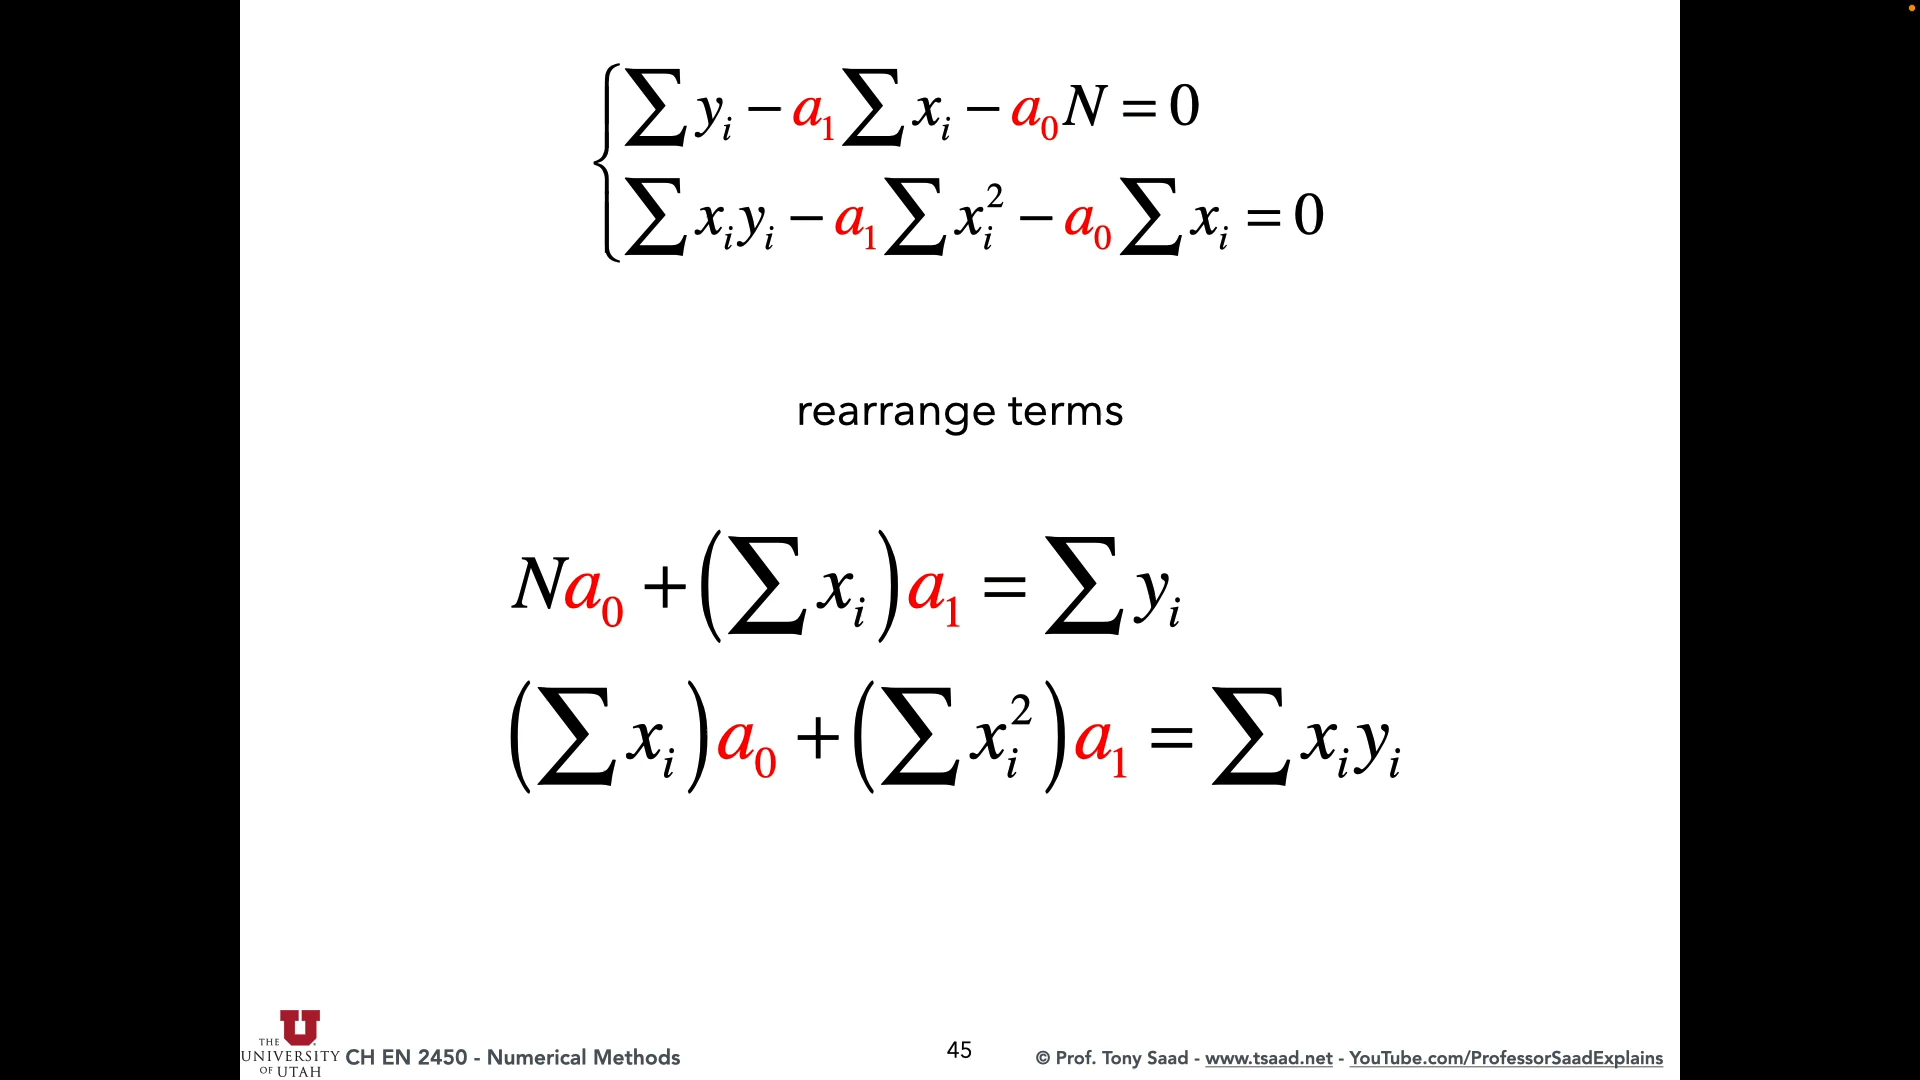 ∑yᵢ − a₁∑xᵢ − a₀N = 0
∑xᵢyᵢ − a₁∑xᵢ² − a₀∑xᵢ = 0
rearrange terms
Na₀ + (∑xᵢ)a₁ = ∑yᵢ
(∑xᵢ)a₀ + (∑xᵢ²)a₁ = ∑xᵢyᵢ
U
THE
UNIVERSITY
OF UTAH
CH EN 2450 - Numerical Methods
45
© Prof. Tony Saad - www.tsaad.net - YouTube.com/ProfessorSaadExplains